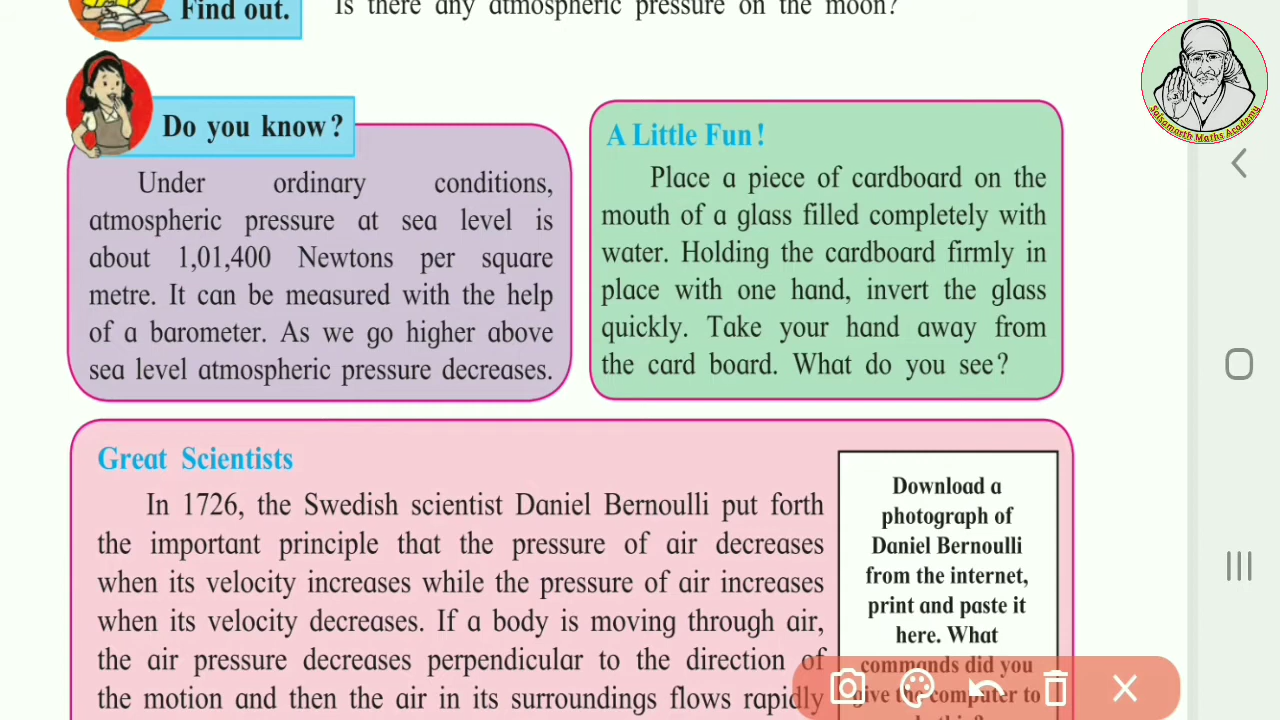 Find out.
Is there any atmospheric pressure on the moon?
Do you know?
Under ordinary conditions,
atmospheric pressure at sea level is
about 1,01,400 Newtons per square
metre. It can be measured with the help
of a barometer. As we go higher above
sea level atmospheric pressure decreases.
A Little Fun!
Place a piece of cardboard on the
mouth of a glass filled completely with
water. Holding the cardboard firmly in
place with one hand, invert the glass
quickly. Take your hand away from
the card board. What do you see?
Great Scientists
In 1726, the Swedish scientist Daniel Bernoulli put forth
the important principle that the pressure of air decreases
when its velocity increases while the pressure of air increases
when its velocity decreases. If a body is moving through air,
the air pressure decreases perpendicular to the direction of
the motion and then the air in its surroundings flows rapidly
Download a
photograph of
Daniel Bernoulli
from the internet,
print and paste it
here. What
commands did you
give the computer to
Saisamarth Maths Academy